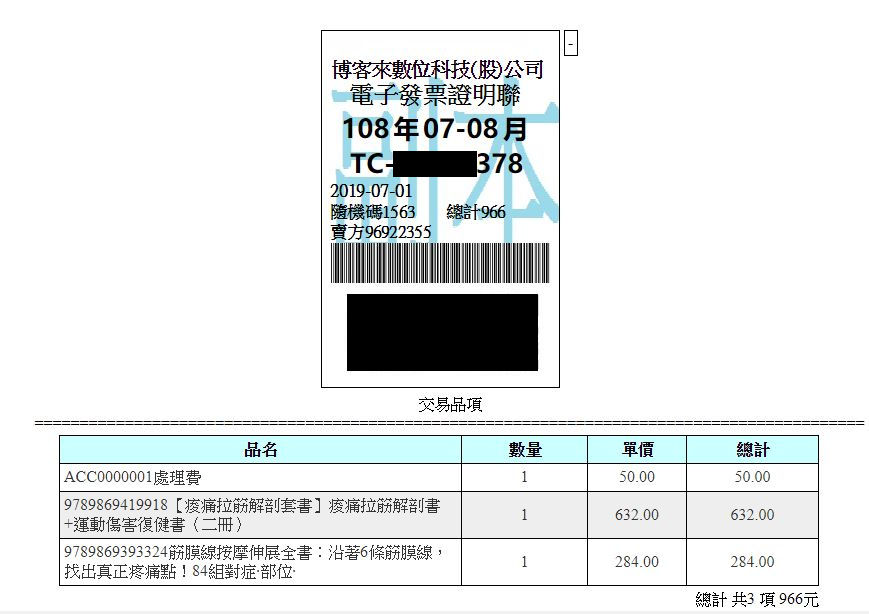 -
博客來數位科技(股)公司
電子發票證明聯
副本
108年07-08月
TC-378
2019-07-01
隨機碼1563 總計966
賣方96922355
交易品項
品名 數量 單價 總計
ACC0000001處理費 1 50.00 50.00
9789869419918【痠痛拉筋解剖套書】痠痛拉筋解剖書
+運動傷害復健書（二冊） 1 632.00 632.00
9789869393324筋膜線按摩伸展全書：沿著6條筋膜線，
找出真正疼痛點！84組對症‧部位‧ 1 284.00 284.00
總計 共3 項 966元